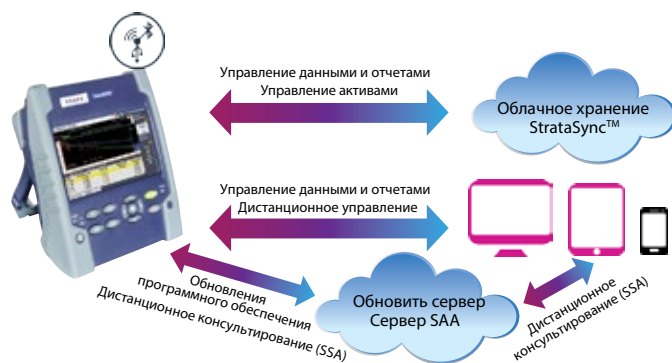 Управление данными и отчетами
Управление активами
Облачное хранение
StrataSync™
Управление данными и отчетами
Дистанционное управление
Обновления
программного обеспечения
Дистанционное консультирование (SSA)
Обновить сервер
Сервер SAA
Дистанционное
консультирование (SSA)